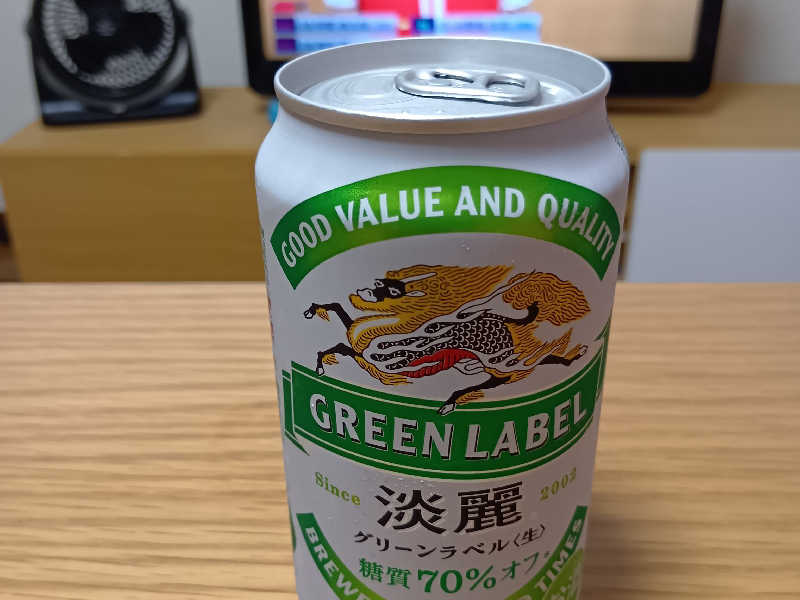 GOOD VALUE AND QUALITY
GREEN LABEL
Since 2002
淡麗
グリーンラベル〈生〉
糖質70%オフ*
TIMES